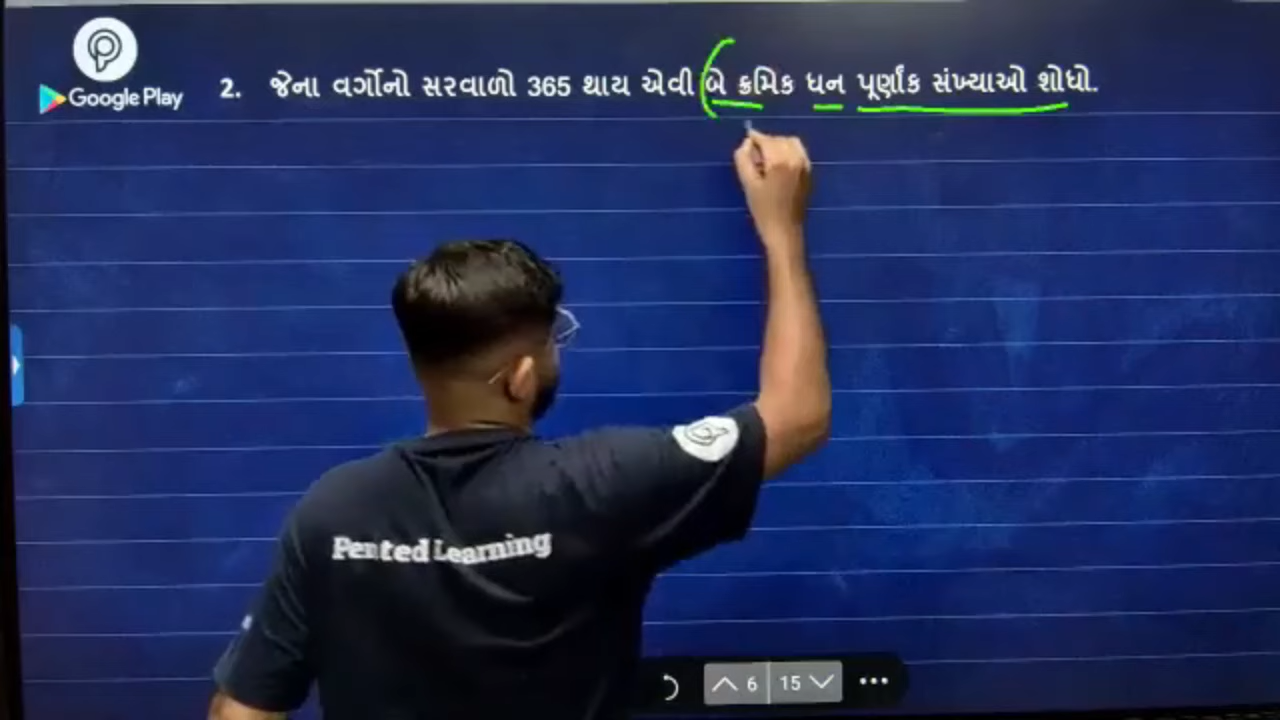 Google Play
2. જેના વર્ગોનો સરવાળો 365 થાય એવી બે ક્રમિક ધન પૂર્ણાંક સંખ્યાઓ શોધો.
Pented Learning
6 15